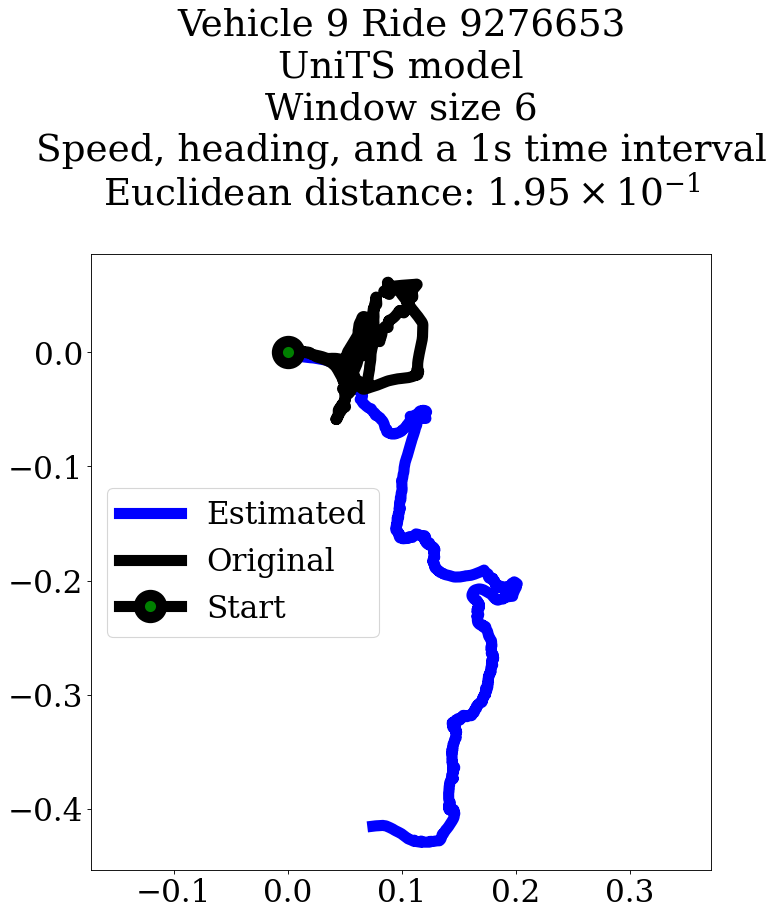 Vehicle 9 Ride 9276653
UniTS model
Window size 6
Speed, heading, and a 1s time interval
Euclidean distance: 1.95 × 10⁻¹
0.0
−0.1
−0.2
−0.3
−0.4
Estimated
Original
Start
−0.1 0.0 0.1 0.2 0.3